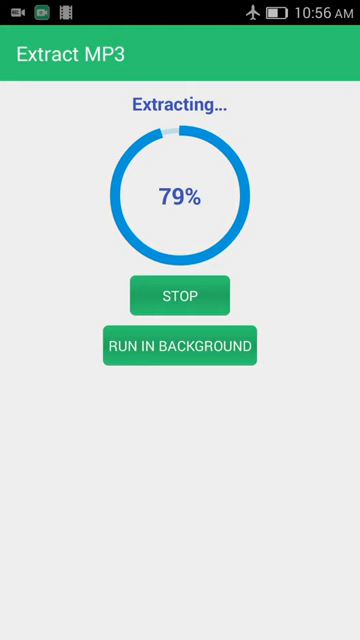 10:56 AM
Extract MP3
Extracting...
79%
STOP
RUN IN BACKGROUND